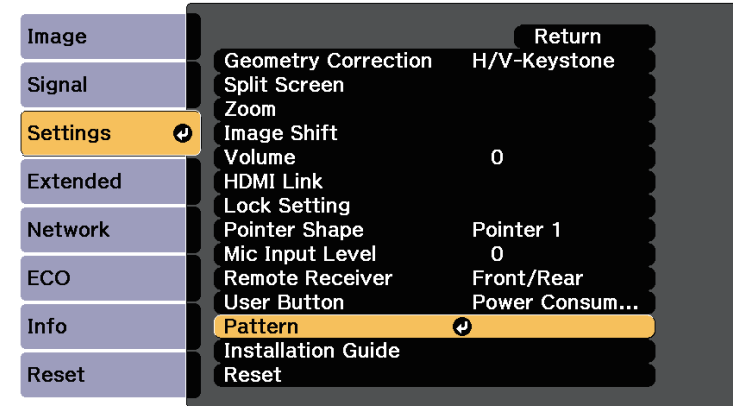 Image
Signal
Settings
Extended
Network
ECO
Info
Reset
Return
Geometry Correction H/V-Keystone
Split Screen
Zoom
Image Shift
Volume 0
HDMI Link
Lock Setting
Pointer Shape Pointer 1
Mic Input Level 0
Remote Receiver Front/Rear
User Button Power Consum...
Pattern
Installation Guide
Reset